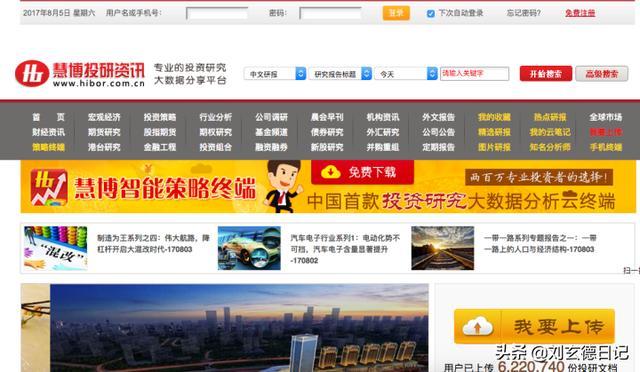 2017年8月5日 星期六
用户名或手机号：
密码：
登录
下次自动登录
忘记密码?
免费注册
慧博投研资讯
www.hibor.com.cn
专业的投资研究
大数据分享平台
中文研报
研究报告标题
今天
请输入关键字
开始搜索
高级搜索
首 页 宏观经济 投资策略 行业分析 公司调研 晨会早刊 机构资讯 外文报告 我的收藏 热点研报 全球市场
财经资讯 期货研究 股指期货 期权研究 基金频道 债券研究 外汇研究 公司公告 精选研报 我的云笔记 我要上传
策略终端 港台研究 金融工程 投资组合 融资融券 新股研究 并购重组 定期报告 图片研报 知名分析师 手机终端
慧博智能策略终端
免费下载
两百万专业投资者的选择！
中国首款投资研究大数据分析云终端
“混改”
制造为王系列之四：伟大航路，降
杠杆开启大混改时代-170803
汽车电子行业系列1：电动化势不
可挡，汽车电子含量显著提升
-170802
一带一路系列专题报告之一：一带
一路上的人口与经济结构-170803
扫一扫
我要上传
用户已上传 6,220,740 份投研文档
头条 @刘玄德日记